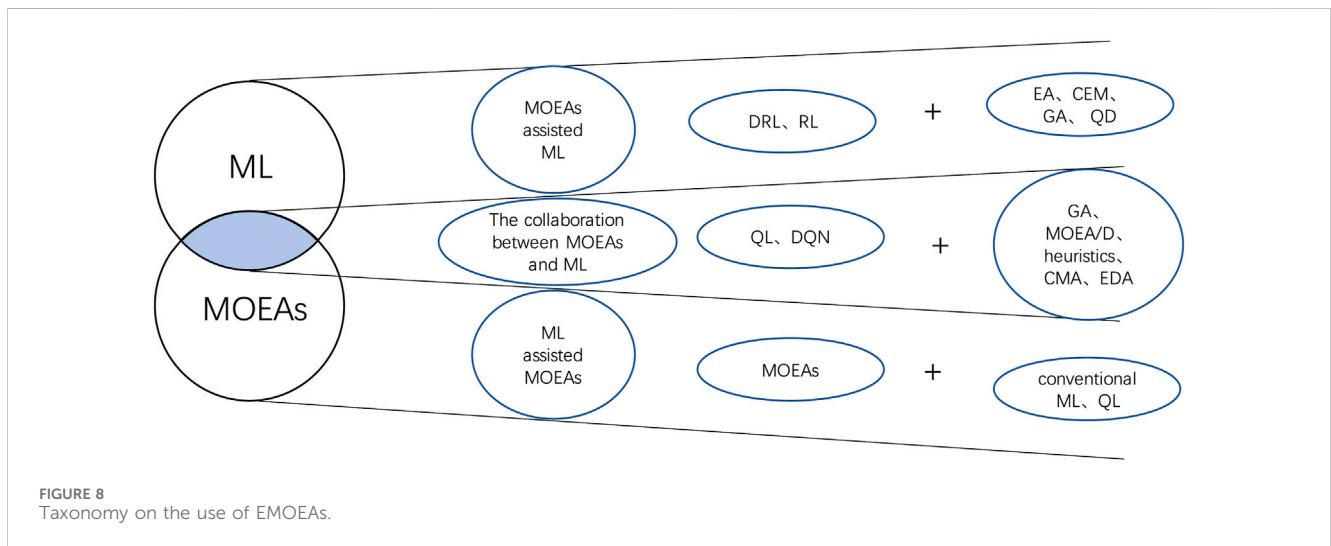 ML
MOEAs
MOEAs
assisted
ML
DRL、RL
+
EA、CEM、
GA、 QD
The collaboration
between MOEAs
and ML
QL、DQN
+
GA、
MOEA/D、
heuristics、
CMA、EDA
ML
assisted
MOEAs
MOEAs
+
conventional
ML、QL
FIGURE 8
Taxonomy on the use of EMOEAs.